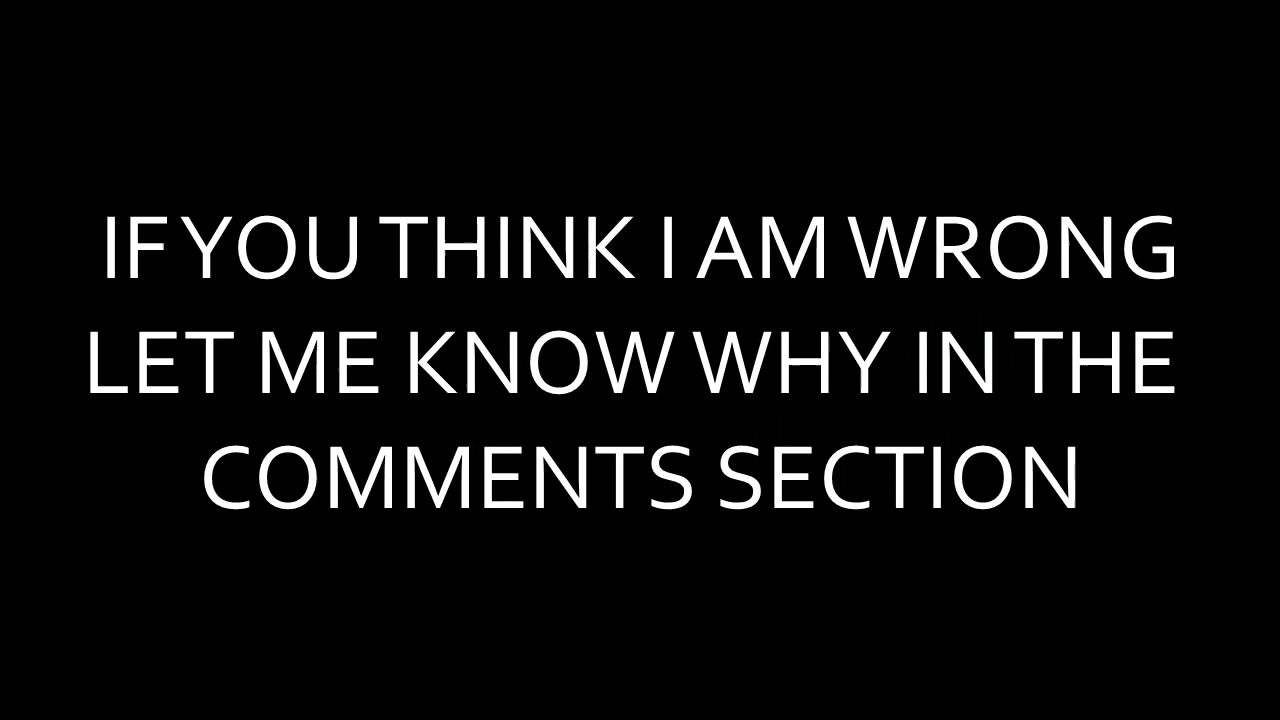 IF YOU THINK I AM WRONG
LET ME KNOW WHY IN THE
COMMENTS SECTION